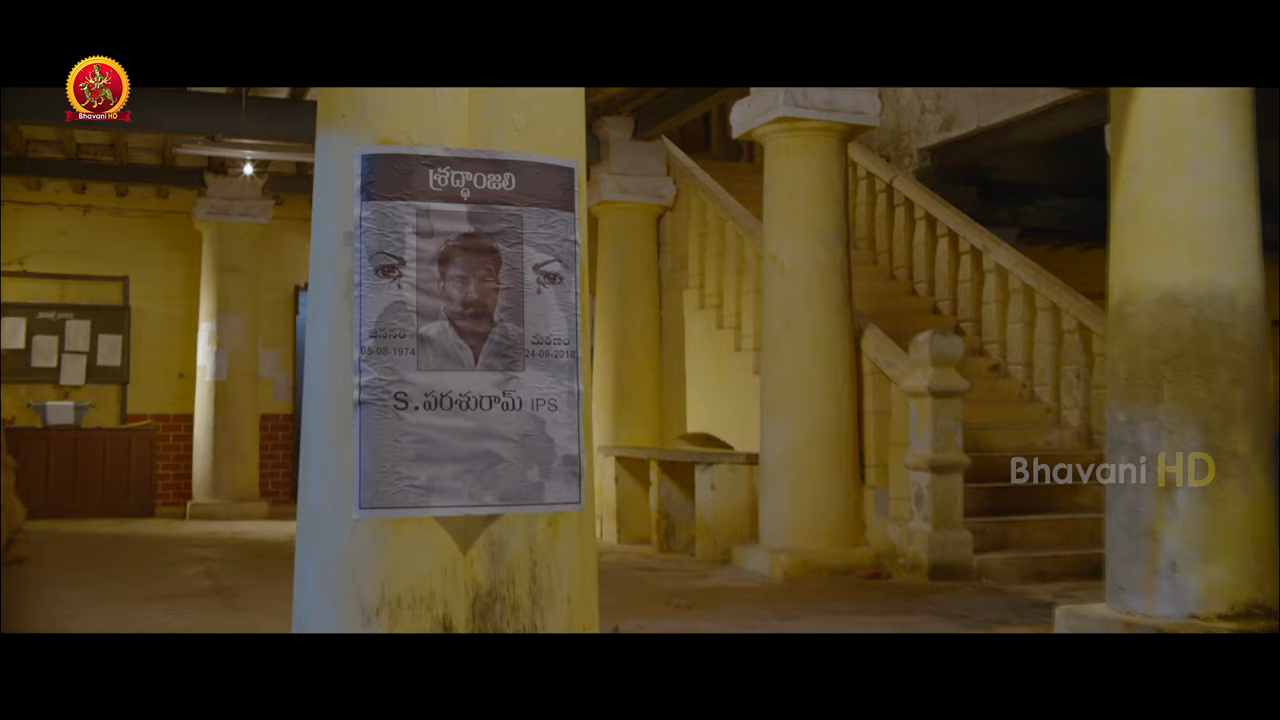 Bhavani HD
శ్రద్ధాంజలి
జననం
05-08-1974
మరణం
24-09-2018
S.పరశురామ్ IPS
Bhavani HD